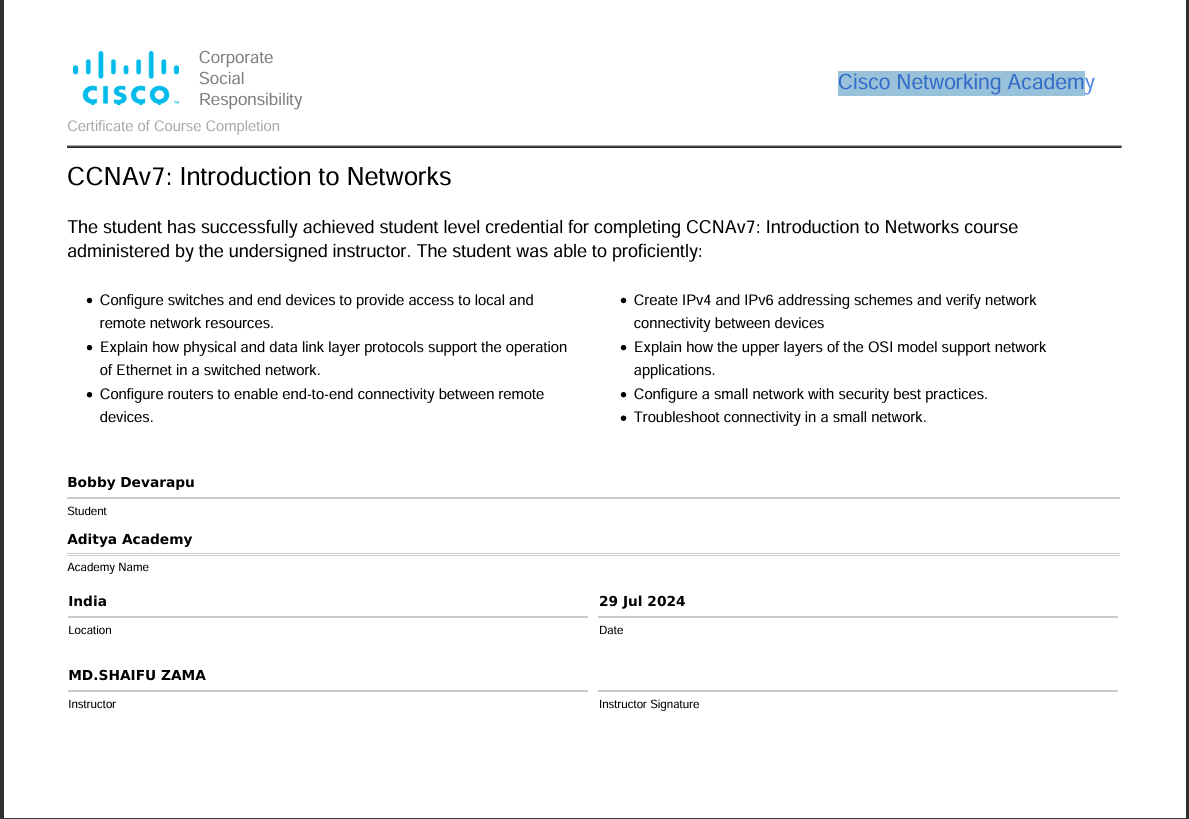 Corporate
Social
Responsibility
CISCO™
Cisco Networking Academy
Certificate of Course Completion
CCNAv7: Introduction to Networks
The student has successfully achieved student level credential for completing CCNAv7: Introduction to Networks course
administered by the undersigned instructor. The student was able to proficiently:
• Configure switches and end devices to provide access to local and
remote network resources.
• Explain how physical and data link layer protocols support the operation
of Ethernet in a switched network.
• Configure routers to enable end-to-end connectivity between remote
devices.
• Create IPv4 and IPv6 addressing schemes and verify network
connectivity between devices
• Explain how the upper layers of the OSI model support network
applications.
• Configure a small network with security best practices.
• Troubleshoot connectivity in a small network.
Bobby Devarapu
Student
Aditya Academy
Academy Name
India
Location
29 Jul 2024
Date
MD.SHAIFU ZAMA
Instructor
Instructor Signature